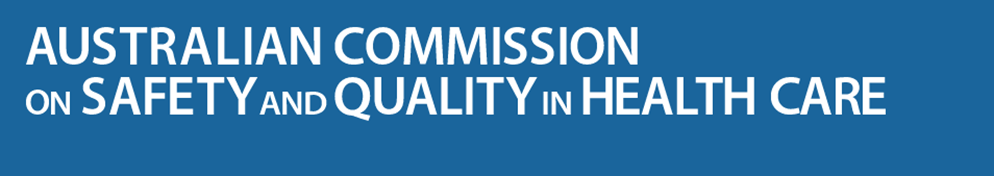 AUSTRALIAN COMMISSION
ON SAFETY AND QUALITY IN HEALTH CARE